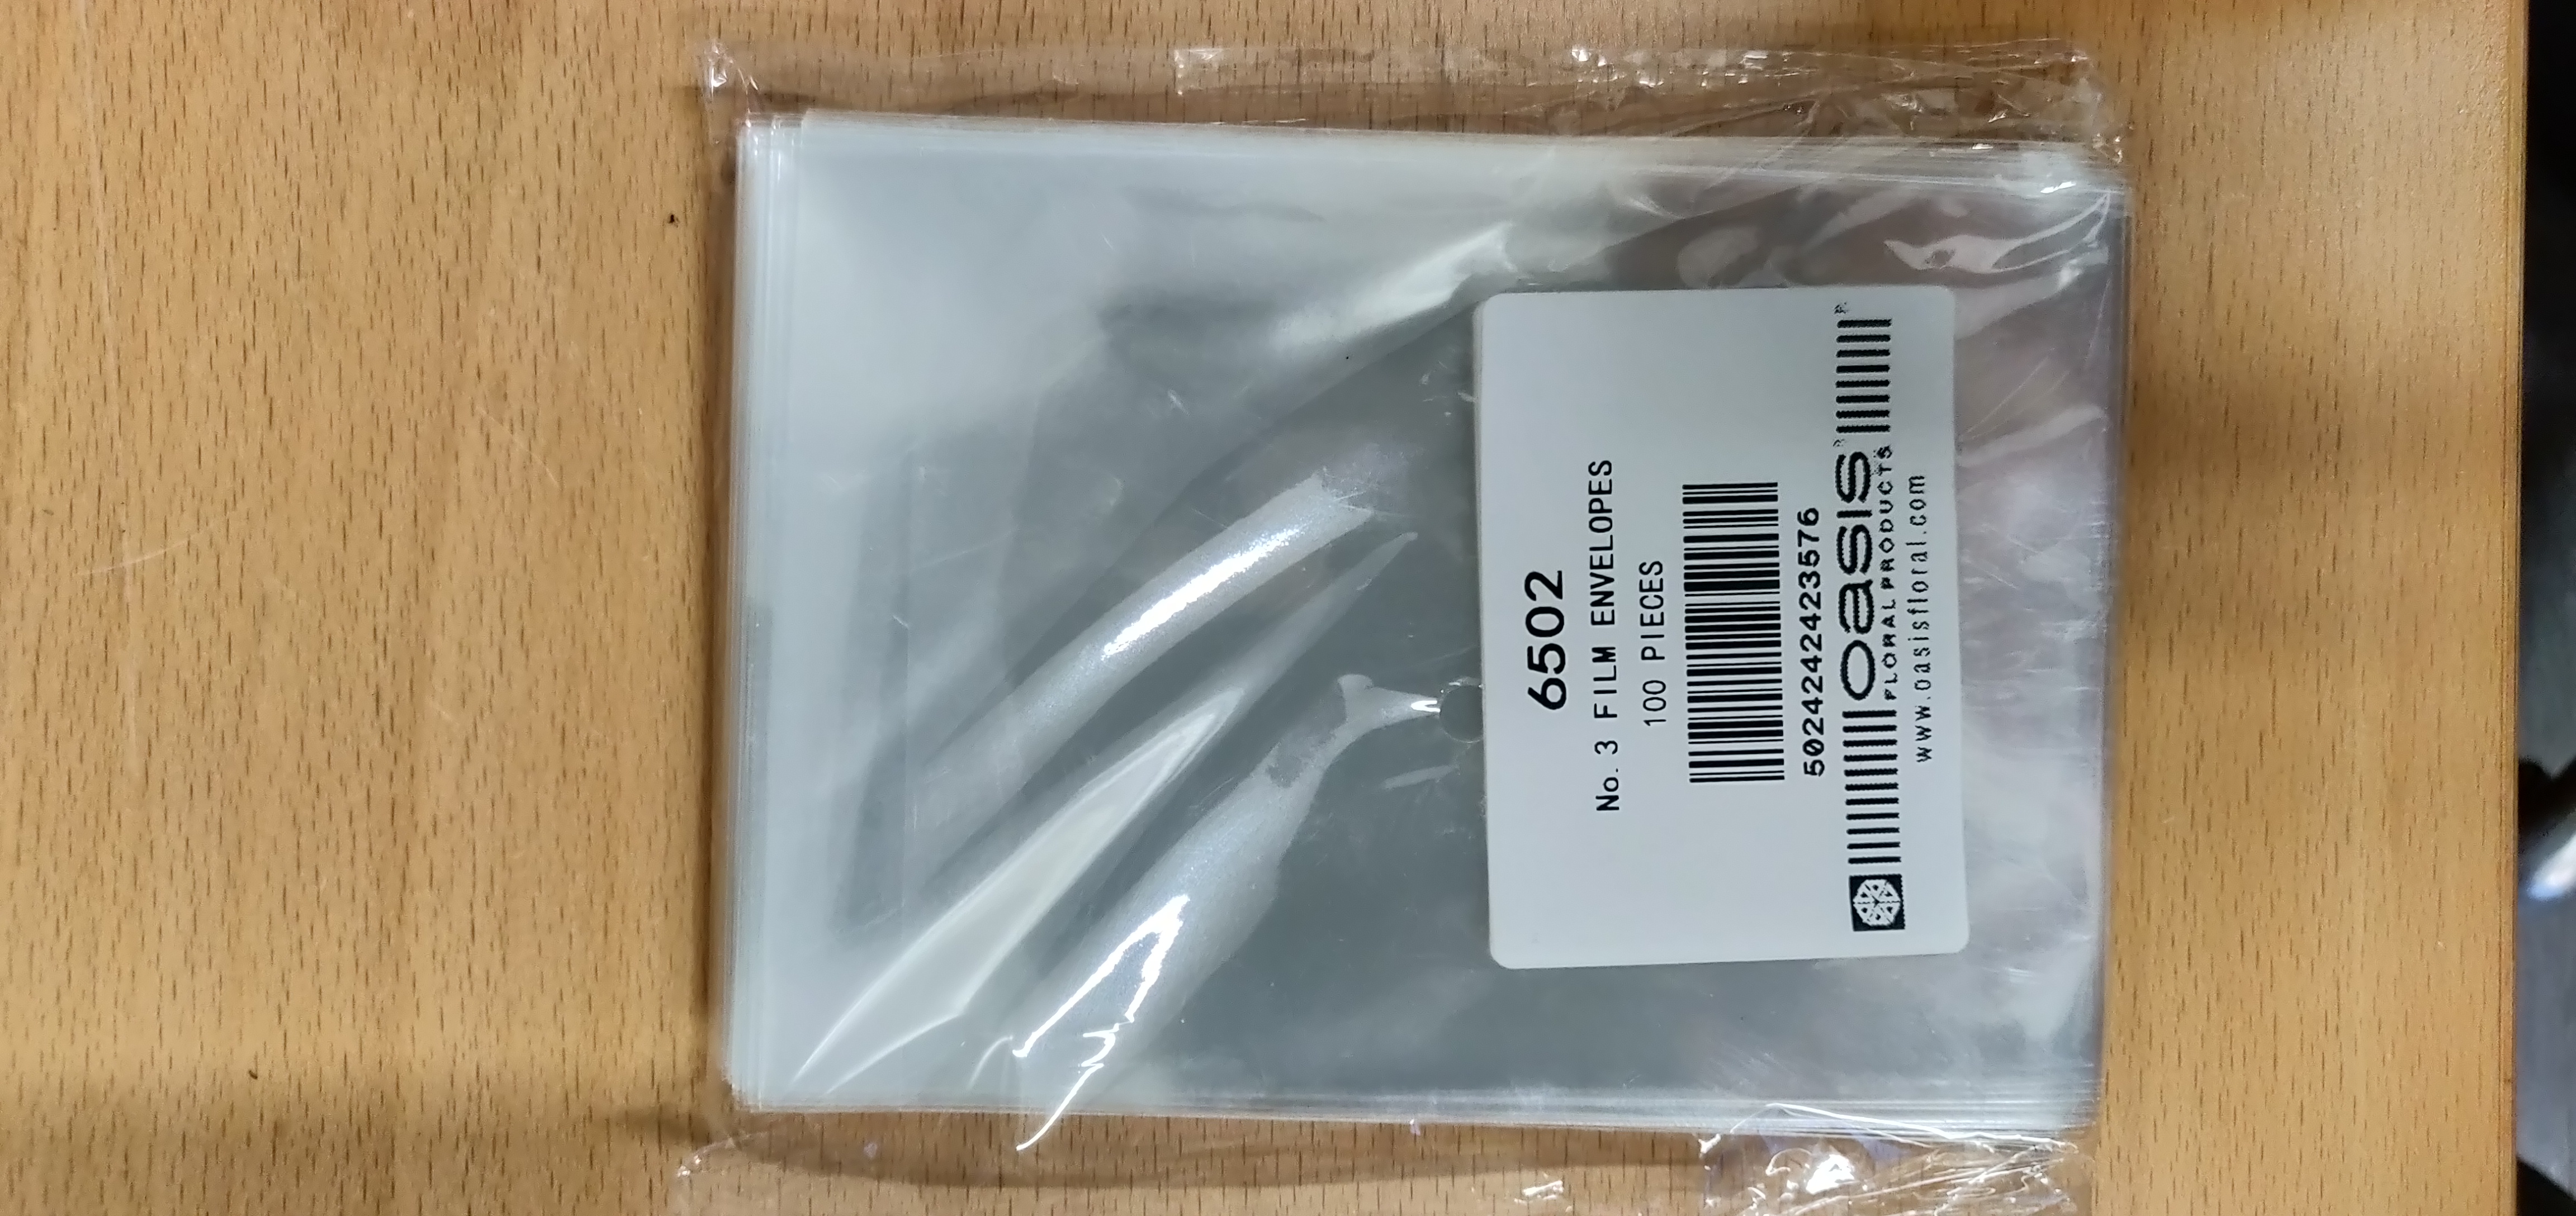 6502
No. 3 FILM ENVELOPES
100 PIECES
5024242423576
OASIS®
FLORAL PRODUCTS
www.oasisfloral.com